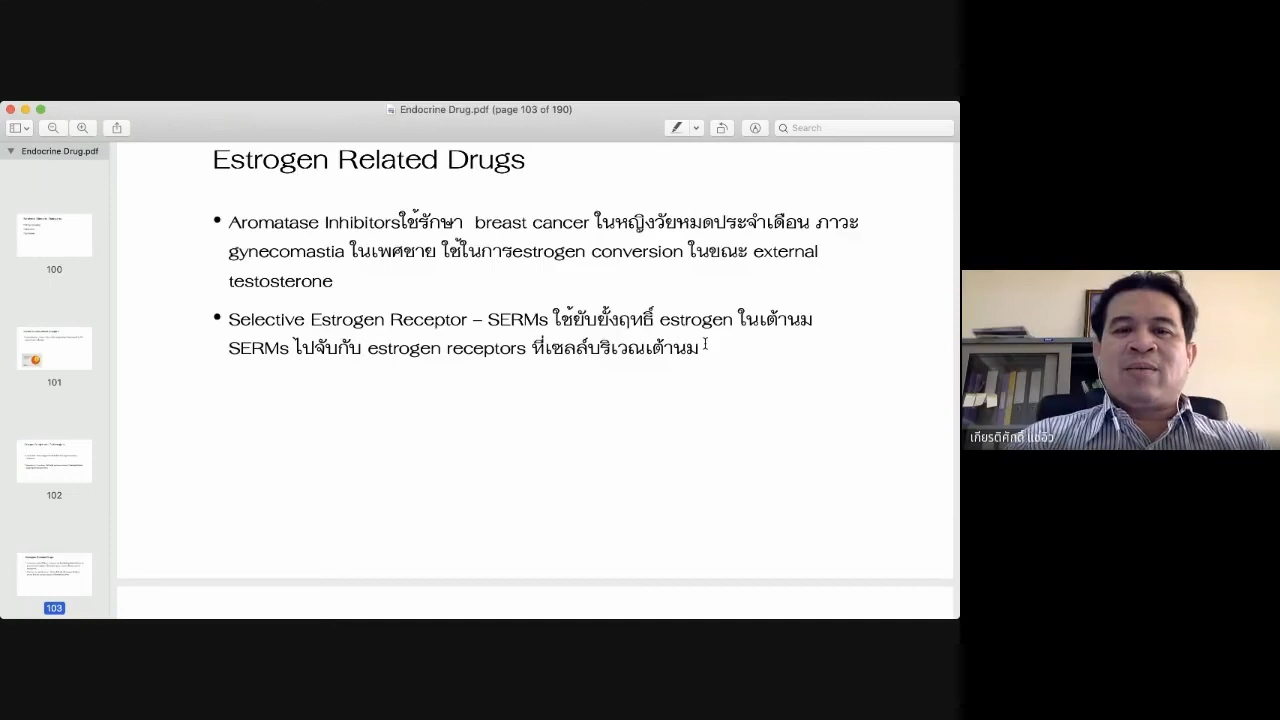 Endocrine Drug.pdf (page 103 of 190)
Search
Endocrine Drug.pdf
100
101
102
103
Estrogen Related Drugs
• Aromatase Inhibitorsใช้รักษา breast cancer ในหญิงวัยหมดประจำเดือน ภาวะ
gynecomastia ในเพศชาย ใช้ในการestrogen conversion ในขณะ external
testosterone
• Selective Estrogen Receptor – SERMs ใช้ยับยั้งฤทธิ์ estrogen ในเต้านม
SERMs ไปจับกับ estrogen receptors ที่เซลล์บริเวณเต้านม
เกียรติศักดิ์ แซ่อิว